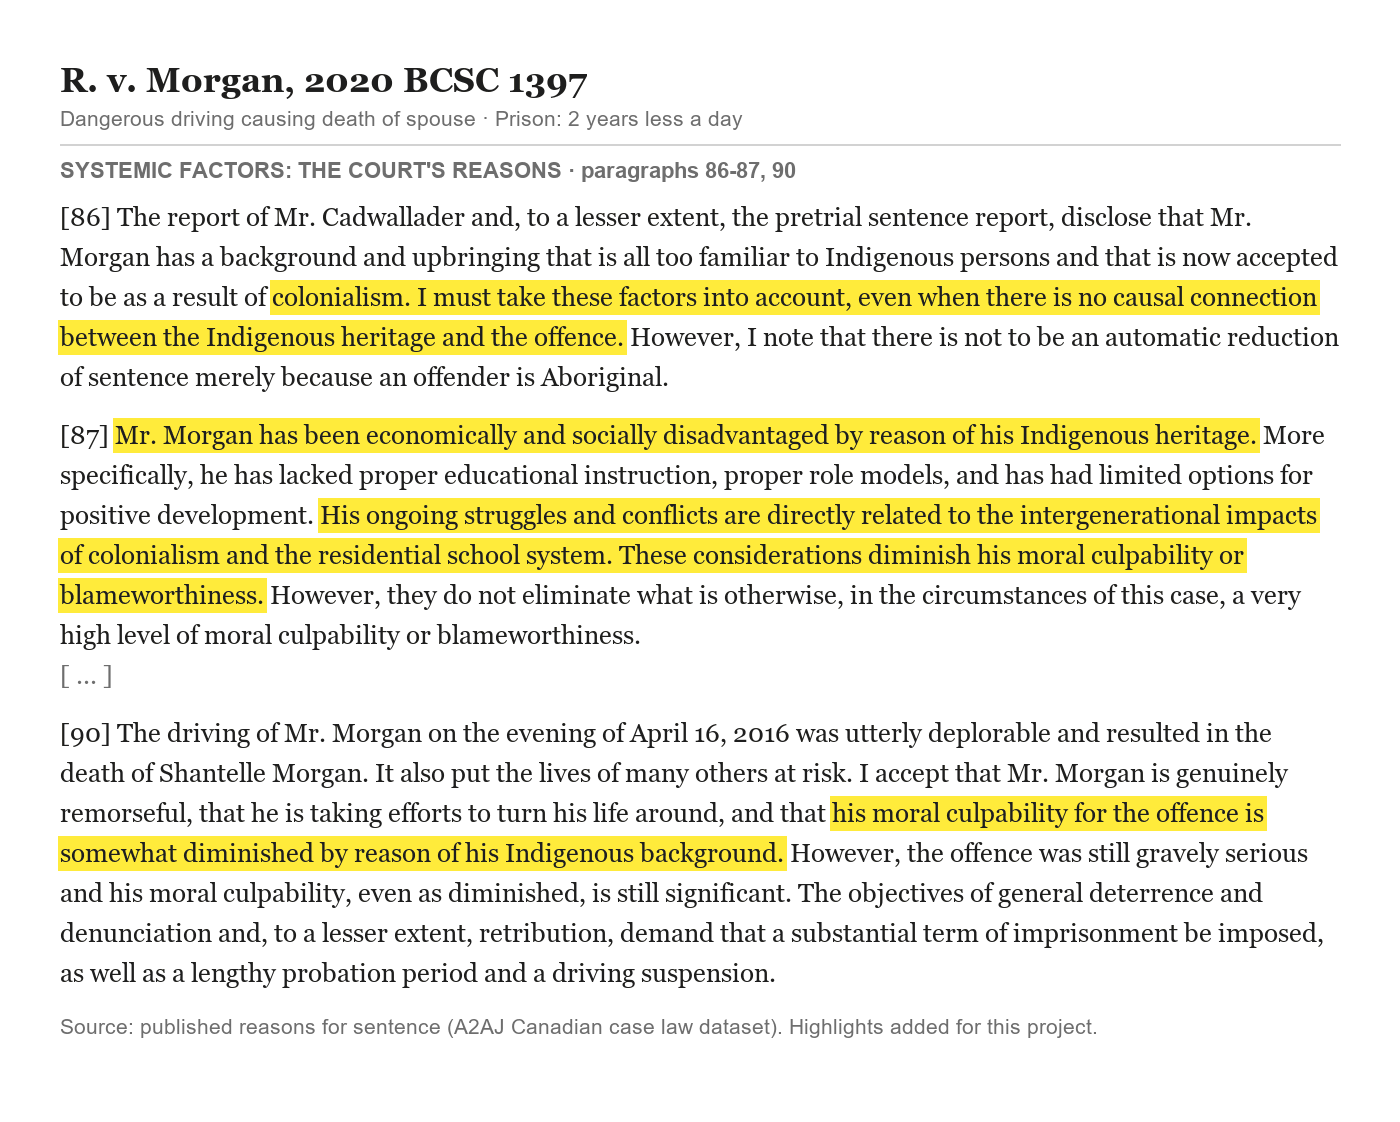 R. v. Morgan, 2020 BCSC 1397
Dangerous driving causing death of spouse · Prison: 2 years less a day
SYSTEMIC FACTORS: THE COURT'S REASONS · paragraphs 86-87, 90
[86] The report of Mr. Cadwallader and, to a lesser extent, the pretrial sentence report, disclose that Mr.
Morgan has a background and upbringing that is all too familiar to Indigenous persons and that is now accepted
to be as a result of colonialism. I must take these factors into account, even when there is no causal connection
between the Indigenous heritage and the offence. However, I note that there is not to be an automatic reduction
of sentence merely because an offender is Aboriginal.
[87] Mr. Morgan has been economically and socially disadvantaged by reason of his Indigenous heritage. More
specifically, he has lacked proper educational instruction, proper role models, and has had limited options for
positive development. His ongoing struggles and conflicts are directly related to the intergenerational impacts
of colonialism and the residential school system. These considerations diminish his moral culpability or
blameworthiness. However, they do not eliminate what is otherwise, in the circumstances of this case, a very
high level of moral culpability or blameworthiness.
[ ... ]
[90] The driving of Mr. Morgan on the evening of April 16, 2016 was utterly deplorable and resulted in the
death of Shantelle Morgan. It also put the lives of many others at risk. I accept that Mr. Morgan is genuinely
remorseful, that he is taking efforts to turn his life around, and that his moral culpability for the offence is
somewhat diminished by reason of his Indigenous background. However, the offence was still gravely serious
and his moral culpability, even as diminished, is still significant. The objectives of general deterrence and
denunciation and, to a lesser extent, retribution, demand that a substantial term of imprisonment be imposed,
as well as a lengthy probation period and a driving suspension.
Source: published reasons for sentence (A2AJ Canadian case law dataset). Highlights added for this project.